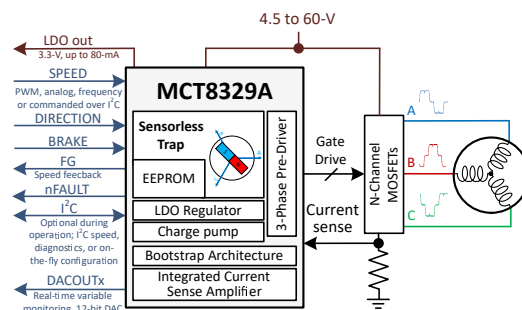 4.5 to 60-V
LDO out
3.3-V, up to 80-mA
SPEED
PWM, analog, frequency
or commanded over I²C
DIRECTION
BRAKE
FG
Speed feecback
nFAULT
I²C
Optional during
operation; I²C speed,
diagnostics, or on-
the-fly configuration
DACOUTx
Real-time variable
monitoring, 12-bit DAC
MCT8329A
Sensorless
Trap
EEPROM
LDO Regulator
Charge pump
Bootstrap Architecture
Integrated Current
Sense Amplifier
3-Phase Pre-Driver
Gate
Drive
Current
sense
N-Channel
MOSFETs
A
B
C